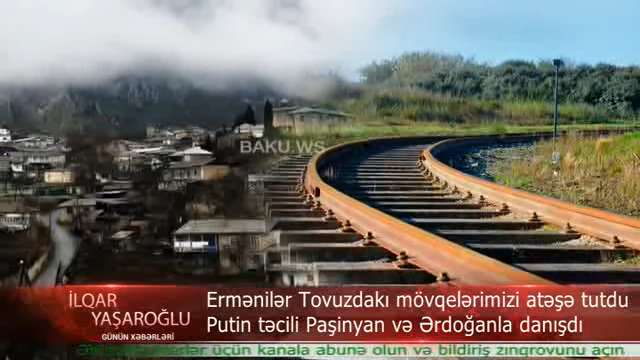 BAKU.WS
İLQAR
YAŞAROĞLU
GÜNÜN XƏBƏRLƏRİ
Ermənilər Tovuzdakı mövqelərimizi atəşə tutdu
Putin təcili Paşinyan və Ərdoğanla danışdı
üçün kanala abunə olun və bildiriş zınqrovunu açın